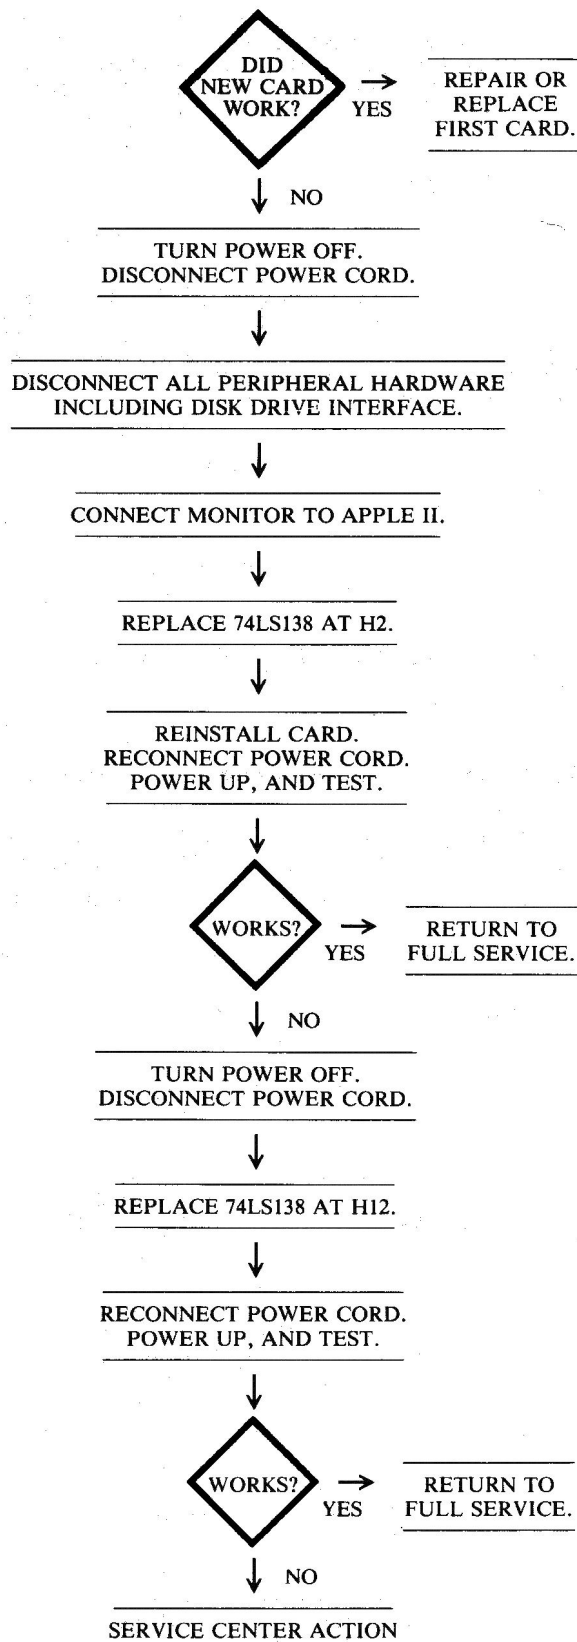 DID
NEW CARD
WORK?
YES
REPAIR OR
REPLACE
FIRST CARD.
NO
TURN POWER OFF.
DISCONNECT POWER CORD.
DISCONNECT ALL PERIPHERAL HARDWARE
INCLUDING DISK DRIVE INTERFACE.
CONNECT MONITOR TO APPLE II.
REPLACE 74LS138 AT H2.
REINSTALL CARD.
RECONNECT POWER CORD.
POWER UP, AND TEST.
WORKS?
YES
RETURN TO
FULL SERVICE.
NO
TURN POWER OFF.
DISCONNECT POWER CORD.
REPLACE 74LS138 AT H12.
RECONNECT POWER CORD.
POWER UP, AND TEST.
WORKS?
YES
RETURN TO
FULL SERVICE.
NO
SERVICE CENTER ACTION